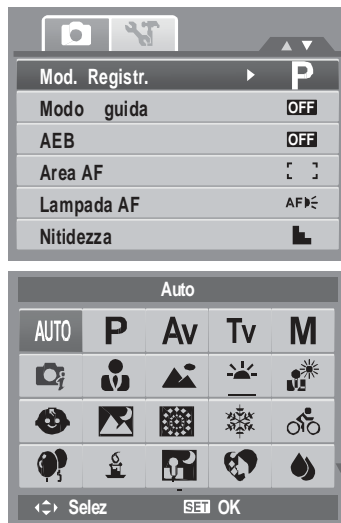 Mod. Registr. P
Modo guida OFF
AEB OFF
Area AF
Lampada AF AF
Nitidezza
Auto
AUTO P Av Tv M
Selez SET OK